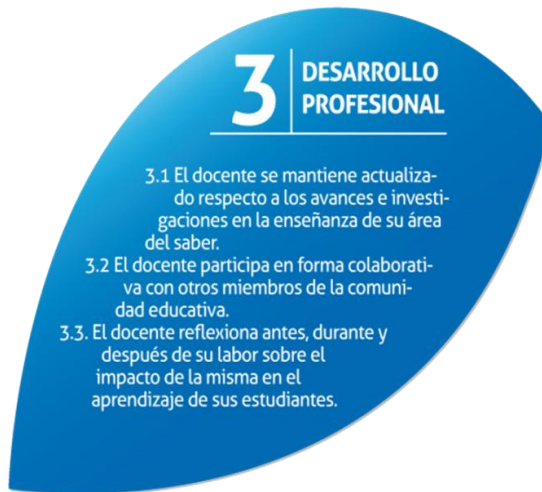 3 DESARROLLO
PROFESIONAL
3.1 El docente se mantiene actualiza-
do respecto a los avances e investi-
gaciones en la enseñanza de su área
del saber.
3.2 El docente participa en forma colaborati-
va con otros miembros de la comuni-
dad educativa.
3.3. El docente reflexiona antes, durante y
después de su labor sobre el
impacto de la misma en el
aprendizaje de sus estudiantes.